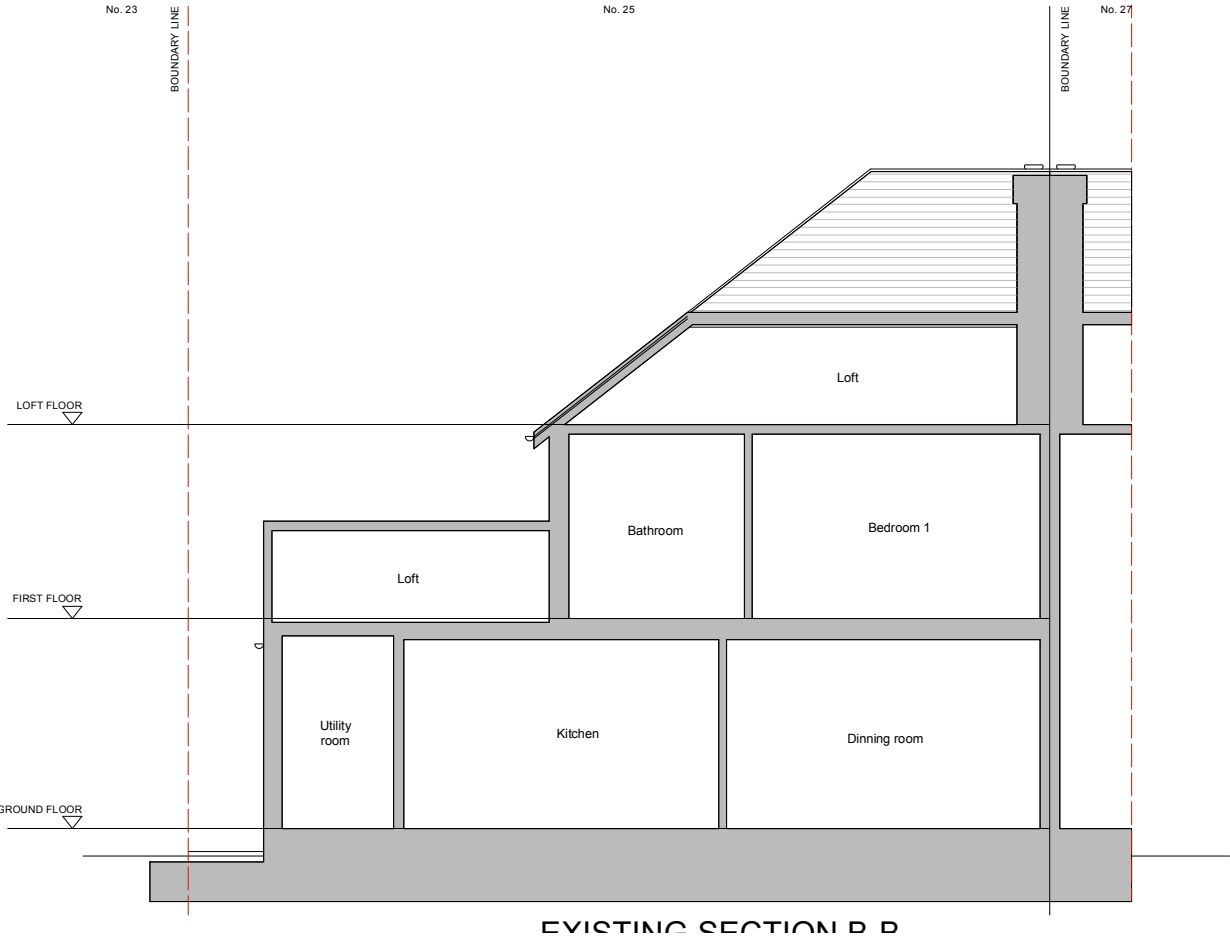 No. 23
No. 25
No. 27
BOUNDARY LINE
BOUNDARY LINE
LOFT FLOOR
Loft
Bathroom
Bedroom 1
Loft
FIRST FLOOR
Utility
room
Kitchen
Dinning room
GROUND FLOOR
EXISTING SECTION B-B